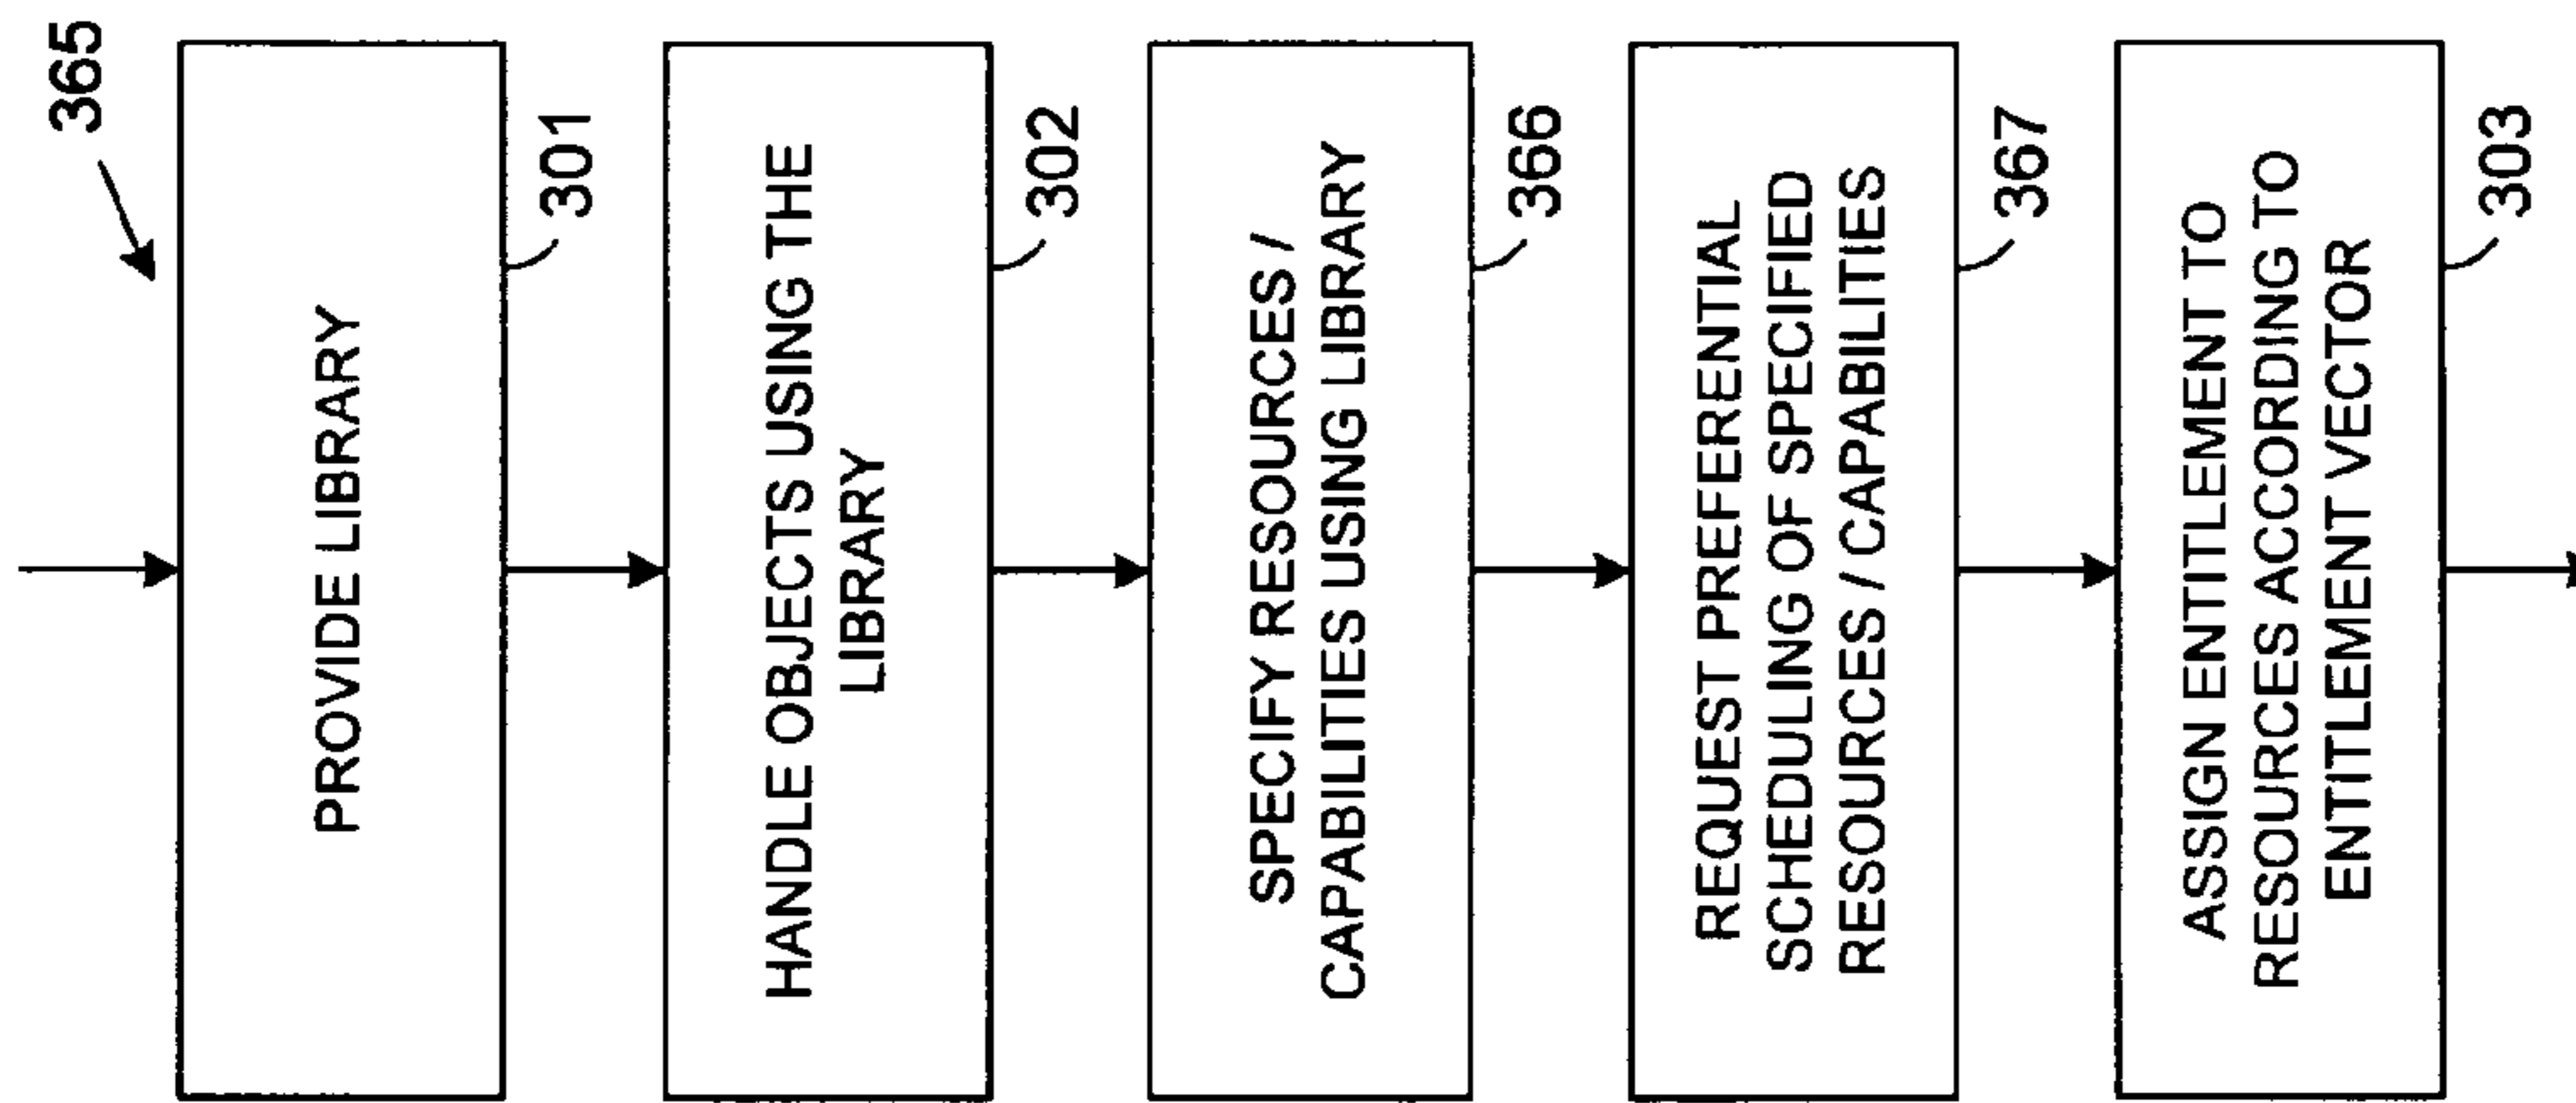 365
PROVIDE LIBRARY
301
HANDLE OBJECTS USING THE
LIBRARY
302
SPECIFY RESOURCES /
CAPABILITIES USING LIBRARY
366
REQUEST PREFERENTIAL
SCHEDULING OF SPECIFIED
RESOURCES / CAPABILITIES
367
ASSIGN ENTITLEMENT TO
RESOURCES ACCORDING TO
ENTITLEMENT VECTOR
303